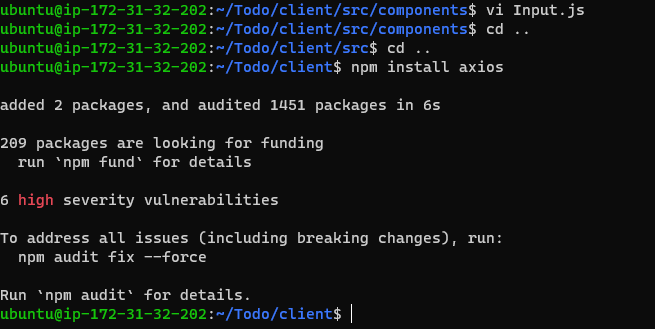 ubuntu@ip-172-31-32-202:~/Todo/client/src/components$ vi Input.js
ubuntu@ip-172-31-32-202:~/Todo/client/src/components$ cd ..
ubuntu@ip-172-31-32-202:~/Todo/client/src$ cd ..
ubuntu@ip-172-31-32-202:~/Todo/client$ npm install axios
added 2 packages, and audited 1451 packages in 6s
209 packages are looking for funding
  run `npm fund` for details
6 high severity vulnerabilities
To address all issues (including breaking changes), run:
  npm audit fix --force
Run `npm audit` for details.
ubuntu@ip-172-31-32-202:~/Todo/client$